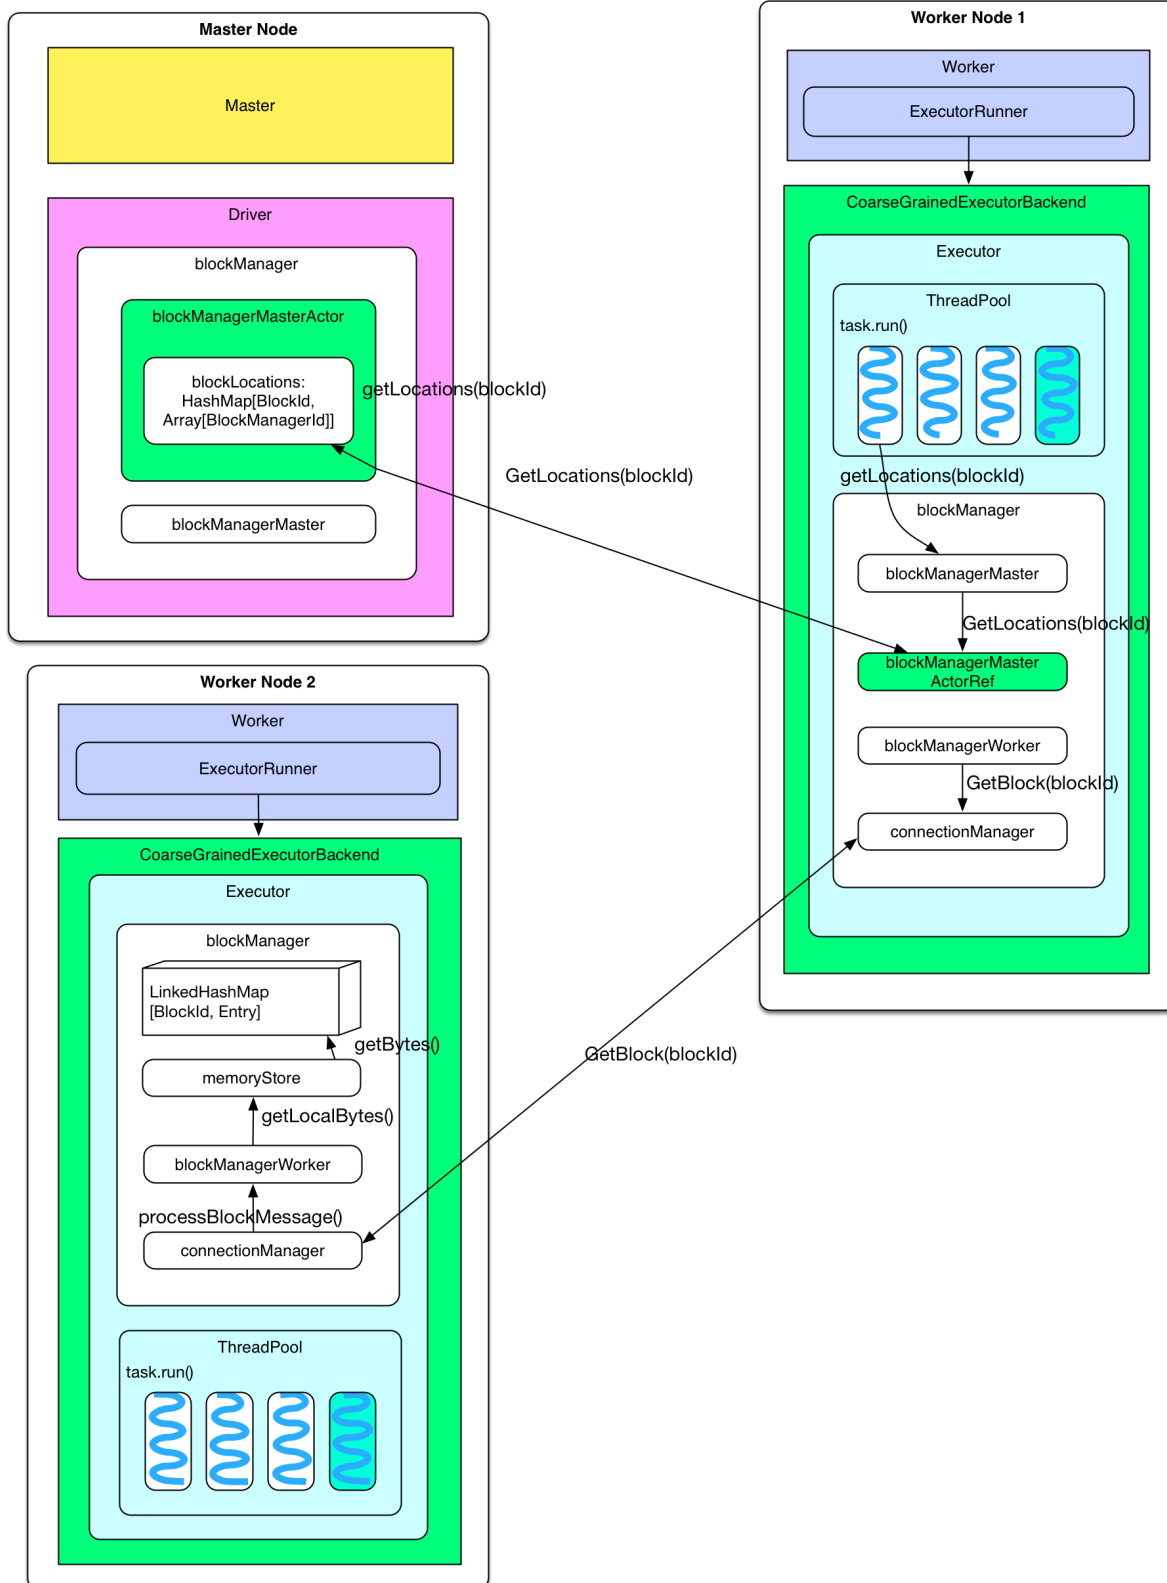 Master Node
Master
Driver
blockManager
blockManagerMasterActor
blockLocations:
HashMap[BlockId,
Array[BlockManagerId]]
getLocations(blockId)
blockManagerMaster
GetLocations(blockId)
Worker Node 1
Worker
ExecutorRunner
CoarseGrainedExecutorBackend
Executor
ThreadPool
task.run()
getLocations(blockId)
blockManager
blockManagerMaster
GetLocations(blockId)
blockManagerMaster
ActorRef
blockManagerWorker
GetBlock(blockId)
connectionManager
Worker Node 2
Worker
ExecutorRunner
CoarseGrainedExecutorBackend
Executor
blockManager
LinkedHashMap
[BlockId, Entry]
getBytes()
memoryStore
getLocalBytes()
blockManagerWorker
processBlockMessage()
connectionManager
GetBlock(blockId)
ThreadPool
task.run()